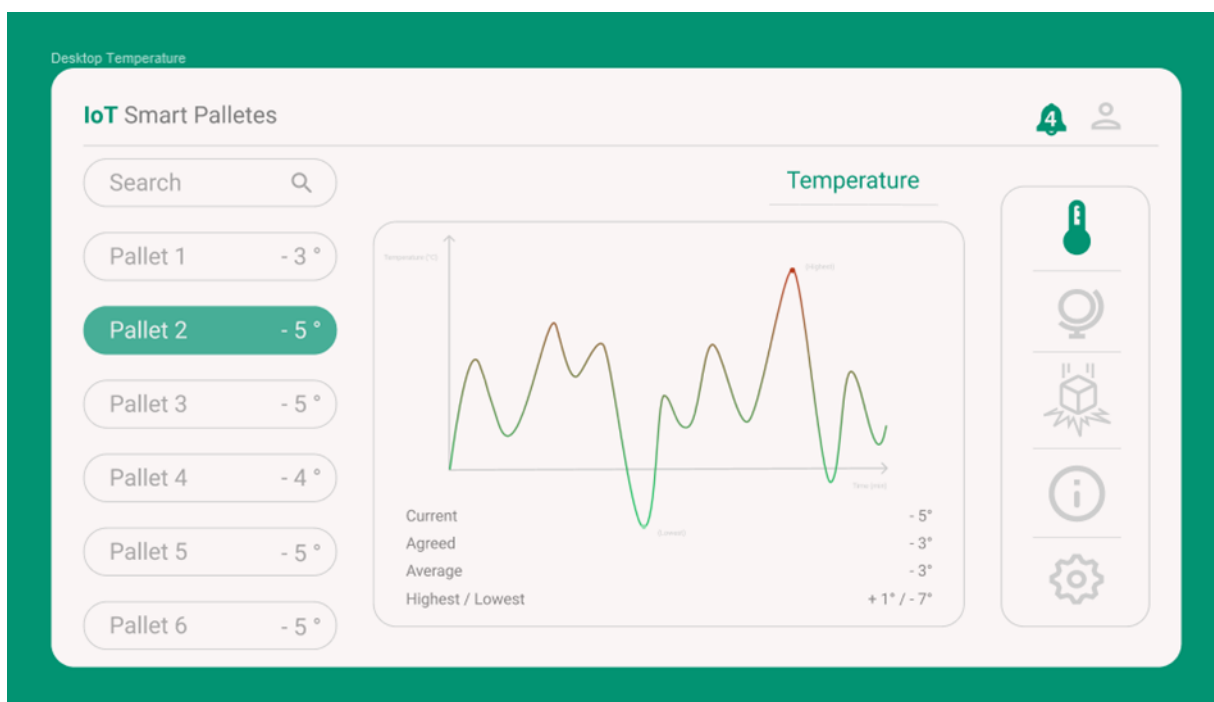 Desktop Temperature
IoT Smart Palletes
4
Search
Pallet 1 - 3 °
Pallet 2 - 5 °
Pallet 3 - 5 °
Pallet 4 - 4 °
Pallet 5 - 5 °
Pallet 6 - 5 °
Temperature
Temperature (°C)
(Highest)
Time (min)
(Lowest)
Current - 5°
Agreed - 3°
Average - 3°
Highest / Lowest + 1° / - 7°